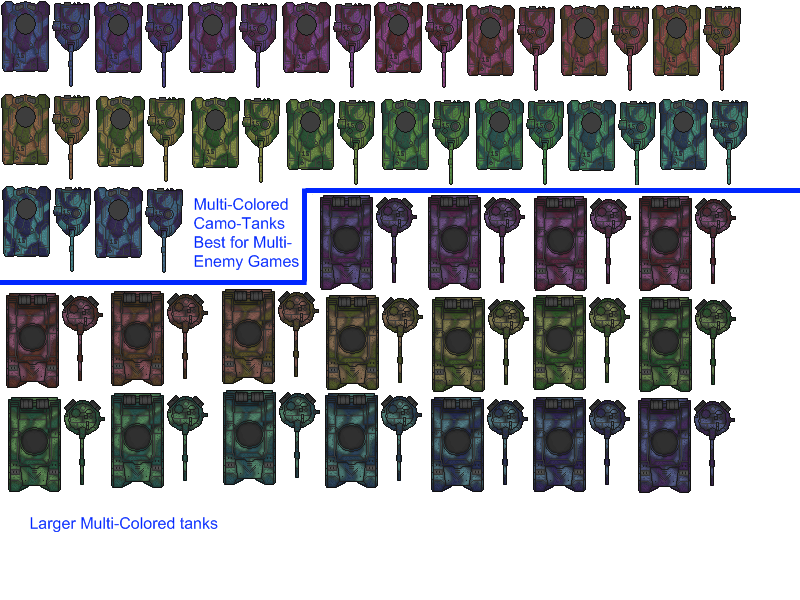 Multi-Colored
Camo-Tanks
Best for Multi-
Enemy Games
Larger Multi-Colored tanks